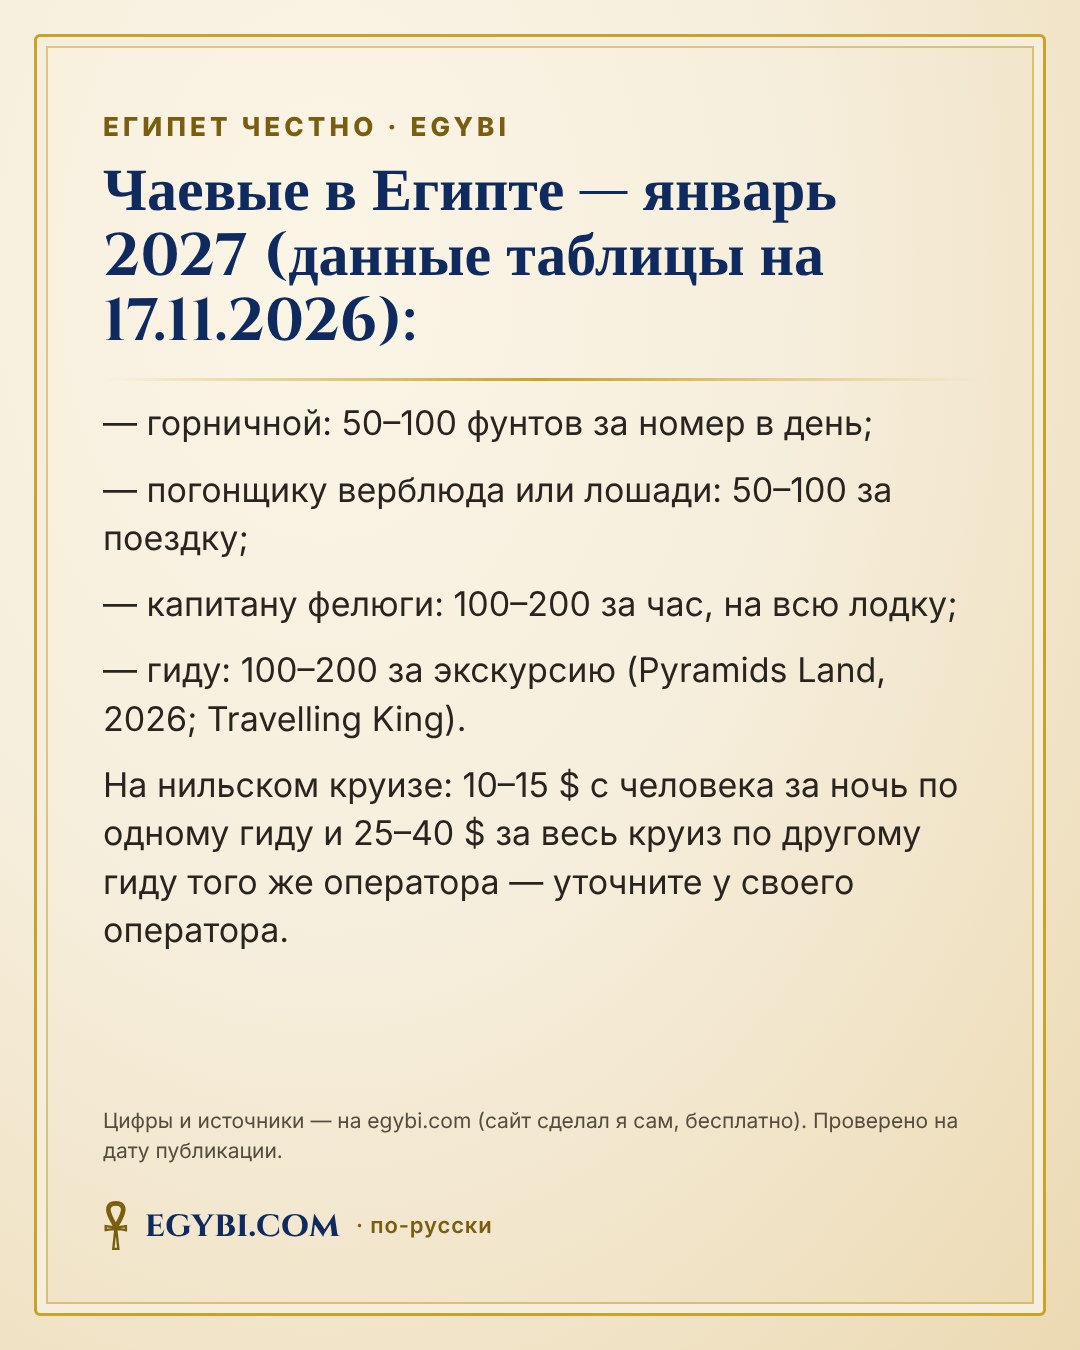 ЕГИПЕТ ЧЕСТНО · EGYBI
Чаевые в Египте — январь
2027 (данные таблицы на
17.11.2026):
— горничной: 50–100 фунтов за номер в день;
— погонщику верблюда или лошади: 50–100 за
поездку;
— капитану фелюги: 100–200 за час, на всю лодку;
— гиду: 100–200 за экскурсию (Pyramids Land,
2026; Travelling King).
На нильском круизе: 10–15 $ с человека за ночь по
одному гиду и 25–40 $ за весь круиз по другому
гиду того же оператора — уточните у своего
оператора.
Цифры и источники — на egybi.com (сайт сделал я сам, бесплатно). Проверено на
дату публикации.
EGYBI.COM · по-русски